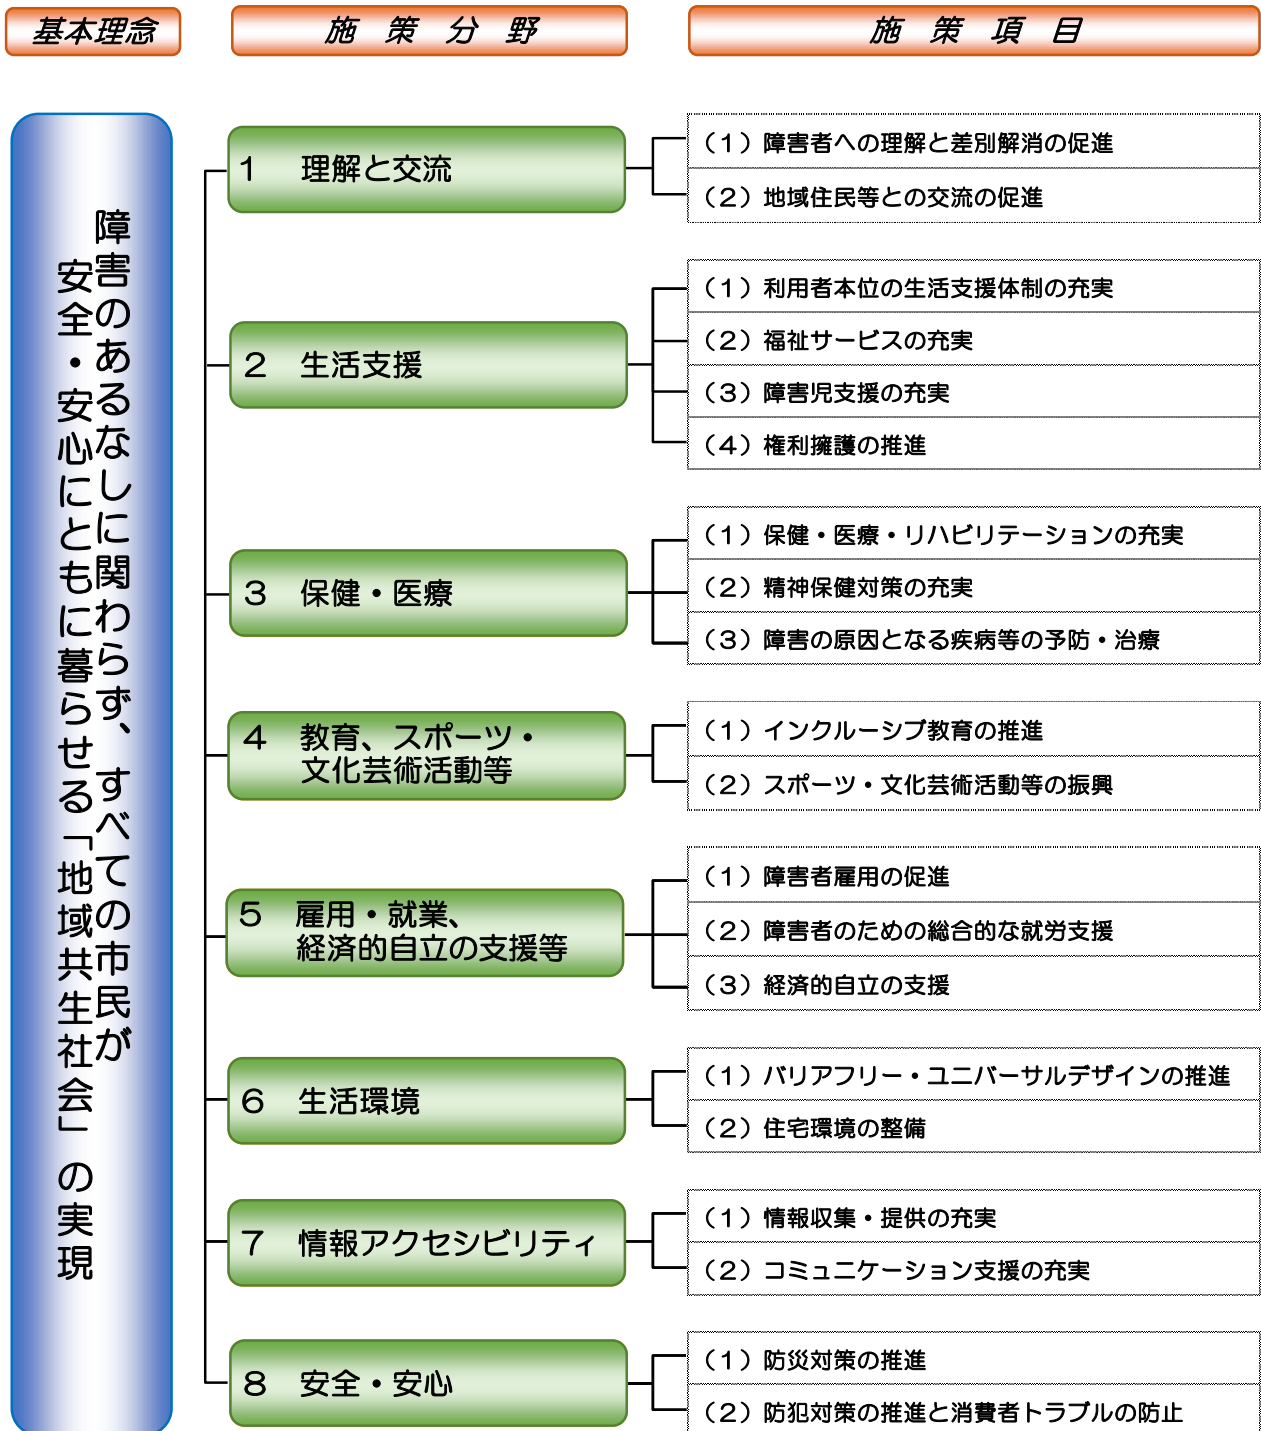 基本理念
施策分野
施策項目
障害のあるなしに関わらず、すべての市民が
安全・安心にともに暮らせる「地域共生社会」の実現
1 理解と交流
（1）障害者への理解と差別解消の促進
（2）地域住民等との交流の促進
2 生活支援
（1）利用者本位の生活支援体制の充実
（2）福祉サービスの充実
（3）障害児支援の充実
（4）権利擁護の推進
3 保健・医療
（1）保健・医療・リハビリテーションの充実
（2）精神保健対策の充実
（3）障害の原因となる疾病等の予防・治療
4 教育、スポーツ・
文化芸術活動等
（1）インクルーシブ教育の推進
（2）スポーツ・文化芸術活動等の振興
5 雇用・就業、
経済的自立の支援等
（1）障害者雇用の促進
（2）障害者のための総合的な就労支援
（3）経済的自立の支援
6 生活環境
（1）バリアフリー・ユニバーサルデザインの推進
（2）住宅環境の整備
7 情報アクセシビリティ
（1）情報収集・提供の充実
（2）コミュニケーション支援の充実
8 安全・安心
（1）防災対策の推進
（2）防犯対策の推進と消費者トラブルの防止